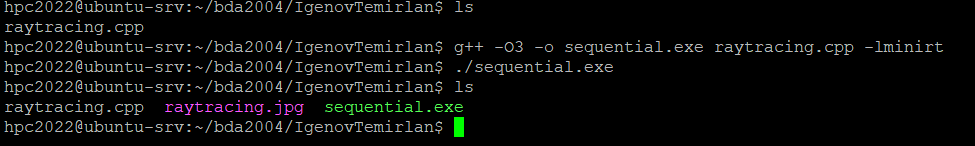 hpc2022@ubuntu-srv:~/bda2004/IgenovTemirlan$ ls
raytracing.cpp
hpc2022@ubuntu-srv:~/bda2004/IgenovTemirlan$ g++ -O3 -o sequential.exe raytracing.cpp -lminirt
hpc2022@ubuntu-srv:~/bda2004/IgenovTemirlan$ ./sequential.exe
hpc2022@ubuntu-srv:~/bda2004/IgenovTemirlan$ ls
raytracing.cpp  raytracing.jpg  sequential.exe
hpc2022@ubuntu-srv:~/bda2004/IgenovTemirlan$